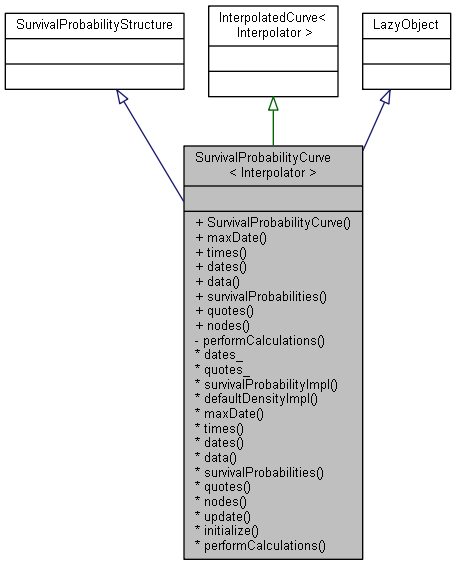 SurvivalProbabilityStructure
InterpolatedCurve<
Interpolator >
LazyObject
SurvivalProbabilityCurve
< Interpolator >
+ SurvivalProbabilityCurve()
+ maxDate()
+ times()
+ dates()
+ data()
+ survivalProbabilities()
+ quotes()
+ nodes()
- performCalculations()
* dates_
* quotes_
* survivalProbabilityImpl()
* defaultDensityImpl()
* maxDate()
* times()
* dates()
* data()
* survivalProbabilities()
* quotes()
* nodes()
* update()
* initialize()
* performCalculations()